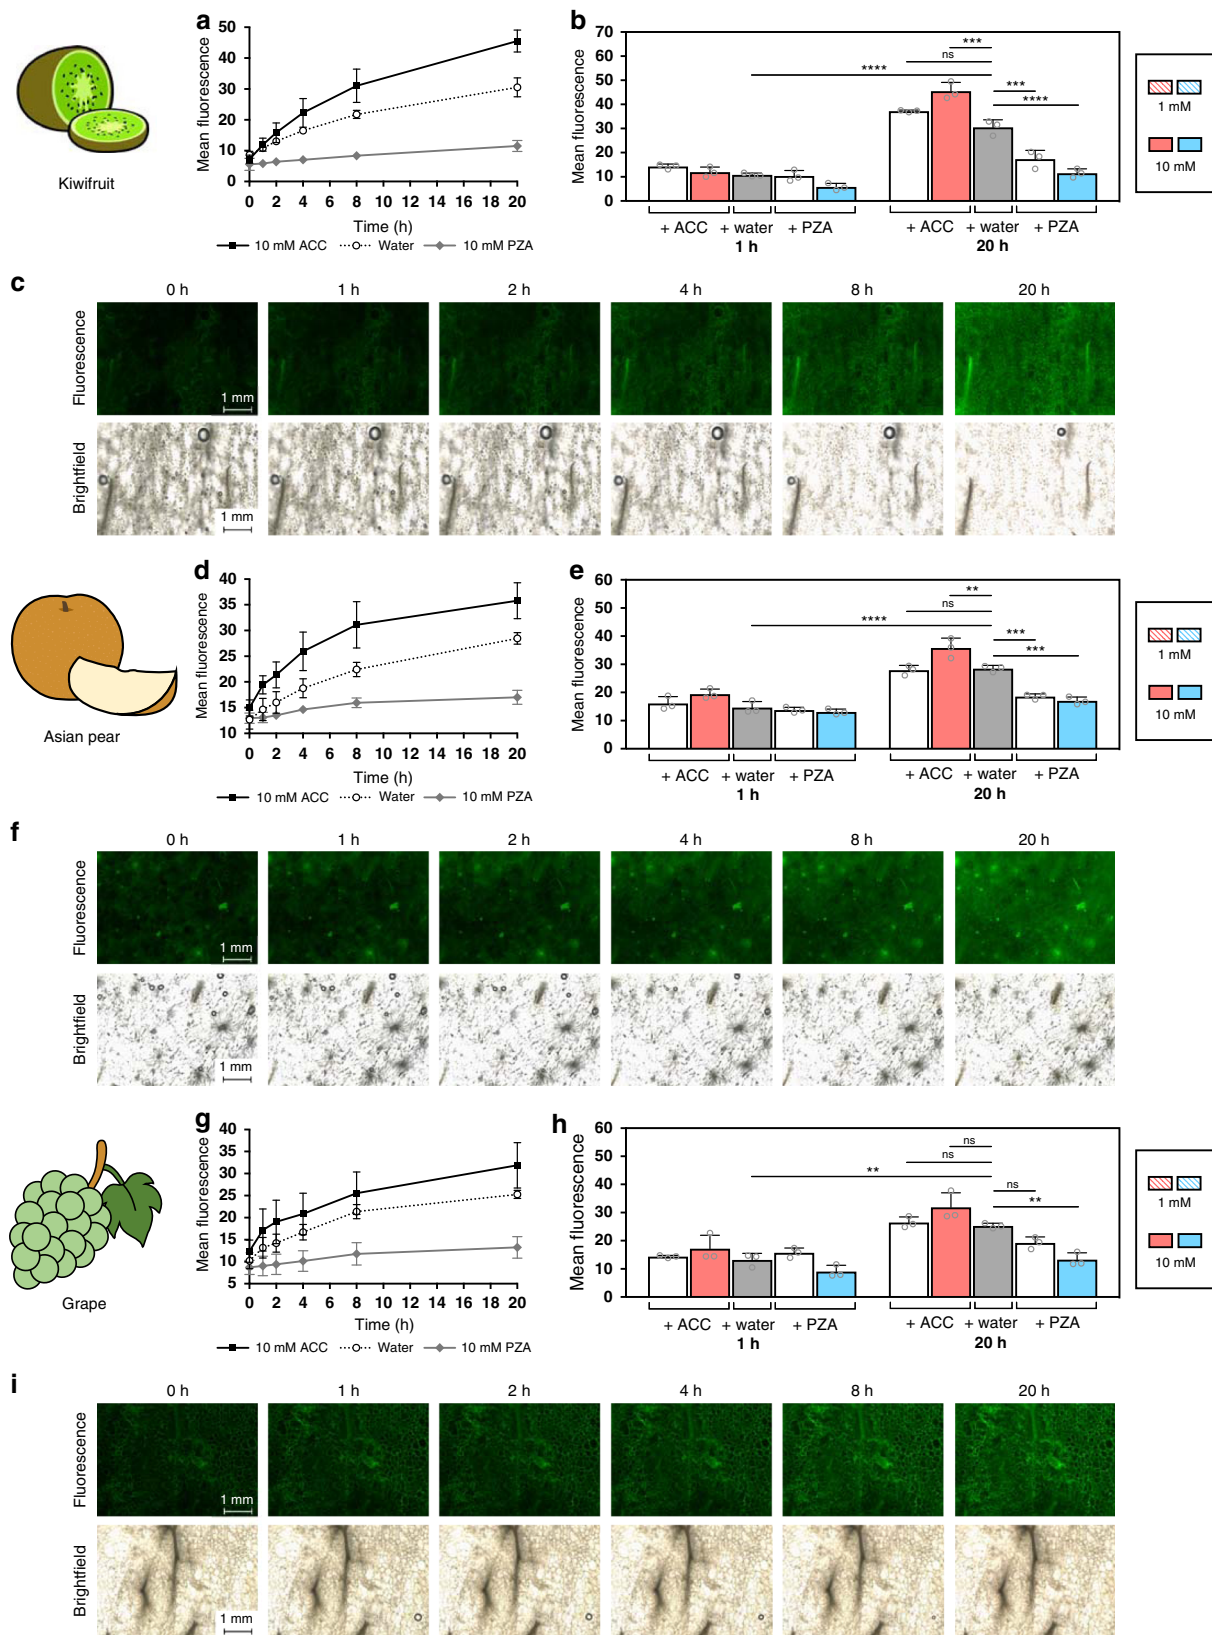 a
50
40
30
20
10
0
Mean fluorescence
0 2 4 6 8 10 12 14 16 18 20
Time (h)
10 mM ACC Water 10 mM PZA
Kiwifruit
b
70
60
50
40
30
20
10
0
Mean fluorescence
***
ns
****
***
****
+ ACC + water + PZA + ACC + water + PZA
1 h 20 h
1 mM
10 mM
c
0 h 1 h 2 h 4 h 8 h 20 h
Fluorescence
1 mm
Brightfield
1 mm
Asian pear
d
40
35
30
25
20
15
10
Mean fluorescence
0 2 4 6 8 10 12 14 16 18 20
Time (h)
10 mM ACC Water 10 mM PZA
e
60
50
40
30
20
10
0
Mean fluorescence
**
ns
****
***
***
+ ACC + water + PZA + ACC + water + PZA
1 h 20 h
1 mM
10 mM
f
0 h 1 h 2 h 4 h 8 h 20 h
Fluorescence
1 mm
Brightfield
1 mm
Grape
g
40
35
30
25
20
15
10
5
Mean fluorescence
0 2 4 6 8 10 12 14 16 18 20
Time (h)
10 mM ACC Water 10 mM PZA
h
60
50
40
30
20
10
0
Mean fluorescence
ns
ns
**
ns
**
+ ACC + water + PZA + ACC + water + PZA
1 h 20 h
1 mM
10 mM
i
0 h 1 h 2 h 4 h 8 h 20 h
Fluorescence
1 mm
Brightfield
1 mm